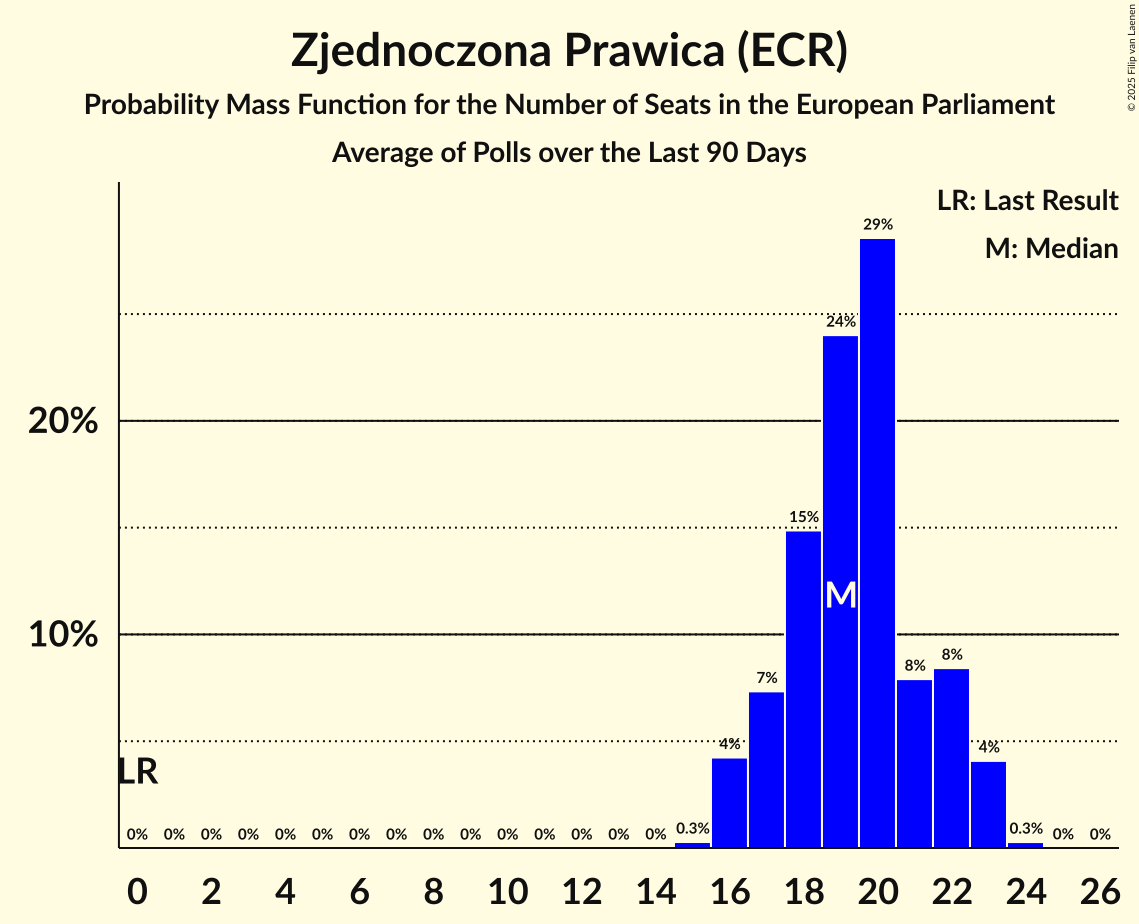 Zjednoczona Prawica (ECR)
Probability Mass Function for the Number of Seats in the European Parliament
Average of Polls over the Last 90 Days
© 2025 Filip van Laenen
LR: Last Result
M: Median
29%
24%
20%
15%
M
10%
8%
8%
7%
4%
4%
LR
0% 0% 0% 0% 0% 0% 0% 0% 0% 0% 0% 0% 0% 0% 0% 0.3% 0.3% 0% 0%
0 2 4 6 8 10 12 14 16 18 20 22 24 26